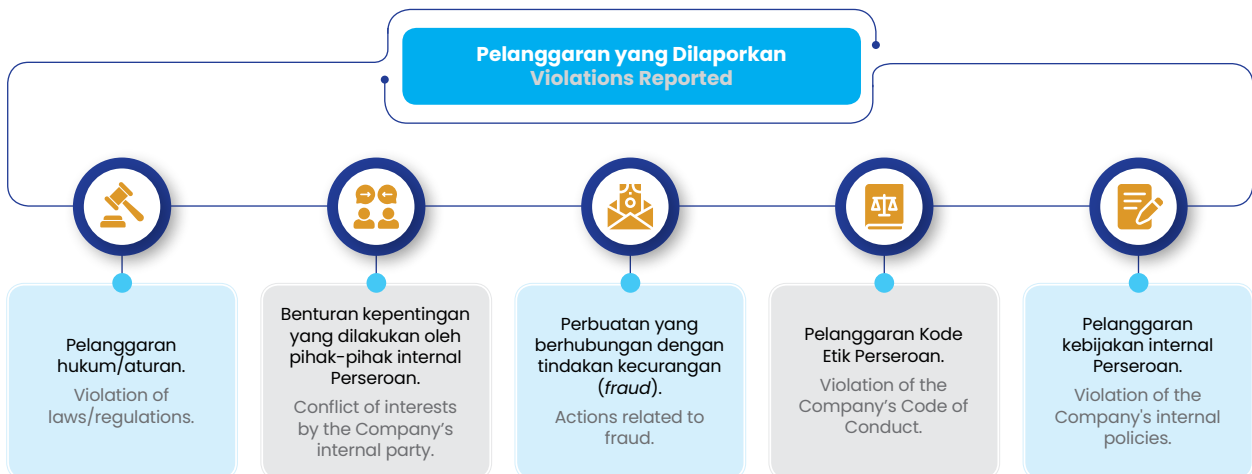 Pelanggaran yang Dilaporkan
Violations Reported
Pelanggaran
hukum/aturan.
Violation of
laws/regulations.
Benturan kepentingan
yang dilakukan oleh
pihak-pihak internal
Perseroan.
Conflict of interests
by the Company’s
internal party.
Perbuatan yang
berhubungan dengan
tindakan kecurangan
(fraud).
Actions related to
fraud.
Pelanggaran Kode
Etik Perseroan.
Violation of the
Company’s Code of
Conduct.
Pelanggaran
kebijakan internal
Perseroan.
Violation of the
Company's internal
policies.